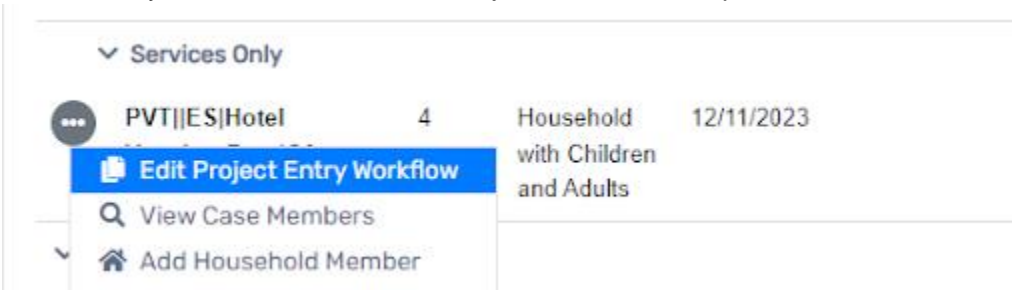 Services Only
PVT||ES|Hotel 4 Household 12/11/2023
with Children
Edit Project Entry Workflow
and Adults
View Case Members
Add Household Member